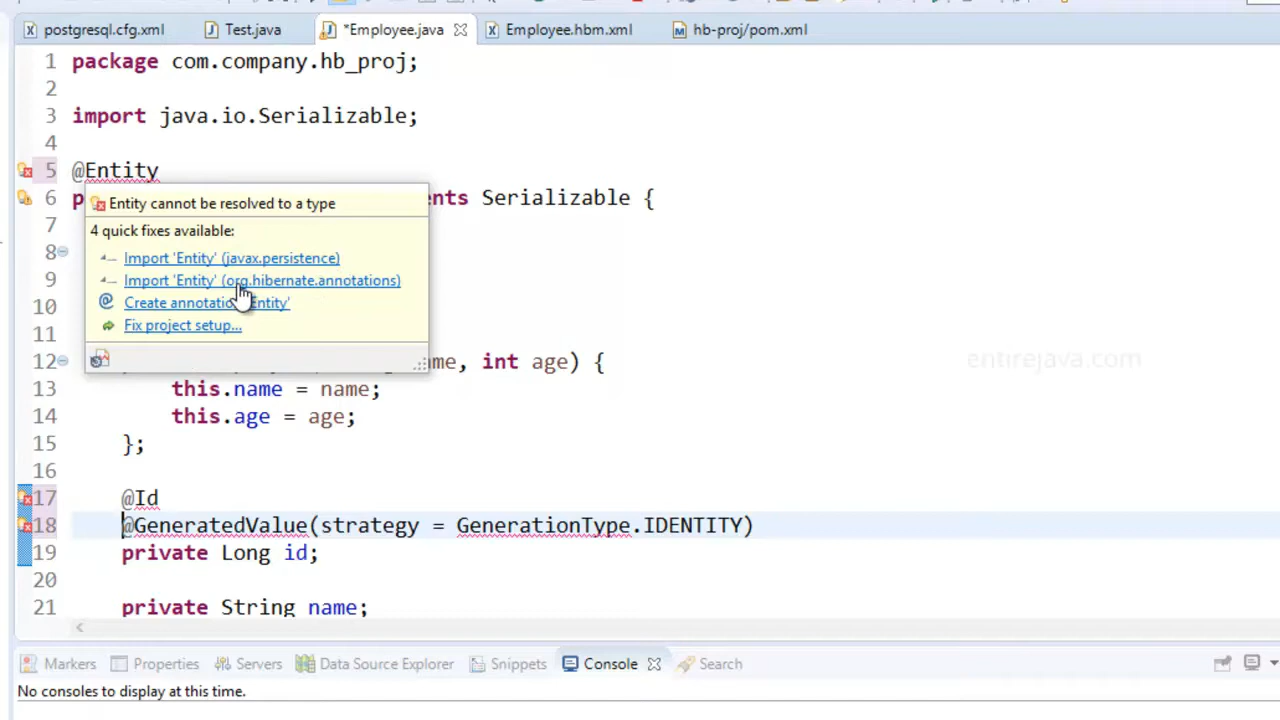 postgresql.cfg.xml Test.java *Employee.java Employee.hbm.xml hb-proj/pom.xml
1 package com.company.hb_proj;
2
3 import java.io.Serializable;
4
5 @Entity
6 p ents Serializable {
Entity cannot be resolved to a type
7
4 quick fixes available:
8
Import 'Entity' (javax.persistence)
9
Import 'Entity' (org.hibernate.annotations)
10
Create annotatio Entity'
11
Fix project setup...
12 me, int age) {
13 this.name = name;
14 this.age = age;
15 };
16
17 @Id
18 @GeneratedValue(strategy = GenerationType.IDENTITY)
19 private Long id;
20
21 private String name;
entirejava.com
Markers Properties Servers Data Source Explorer Snippets Console Search
No consoles to display at this time.